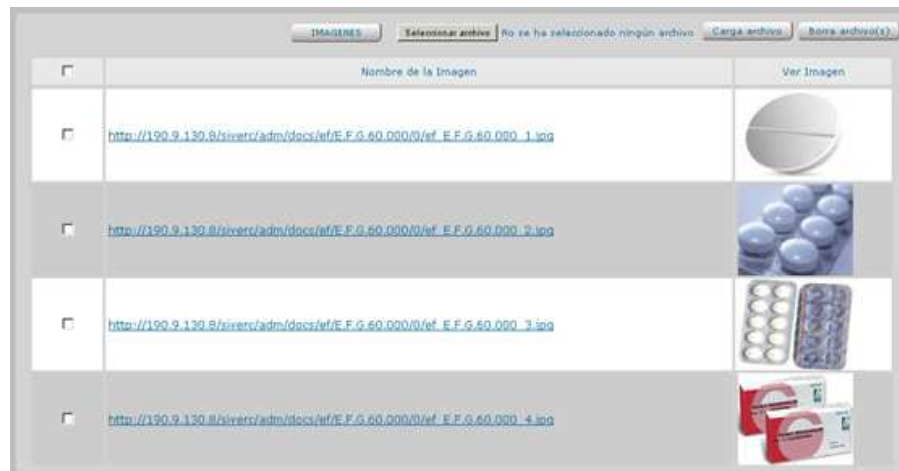 IMAGENES Seleccionar archivo No se ha seleccionado ningún archivo Carga archivo Borra archivo(s)
Nombre de la Imagen Ver Imagen
http://190.9.130.8/siverc/adm/docs/ef/E.F.G.60.000/0/ef_E.F.G.60.000_1.jpg
http://190.9.130.8/siverc/adm/docs/ef/E.F.G.60.000/0/ef_E.F.G.60.000_2.jpg
http://190.9.130.8/siverc/adm/docs/ef/E.F.G.60.000/0/ef_E.F.G.60.000_3.jpg
http://190.9.130.8/siverc/adm/docs/ef/E.F.G.60.000/0/ef_E.F.G.60.000_4.jpg